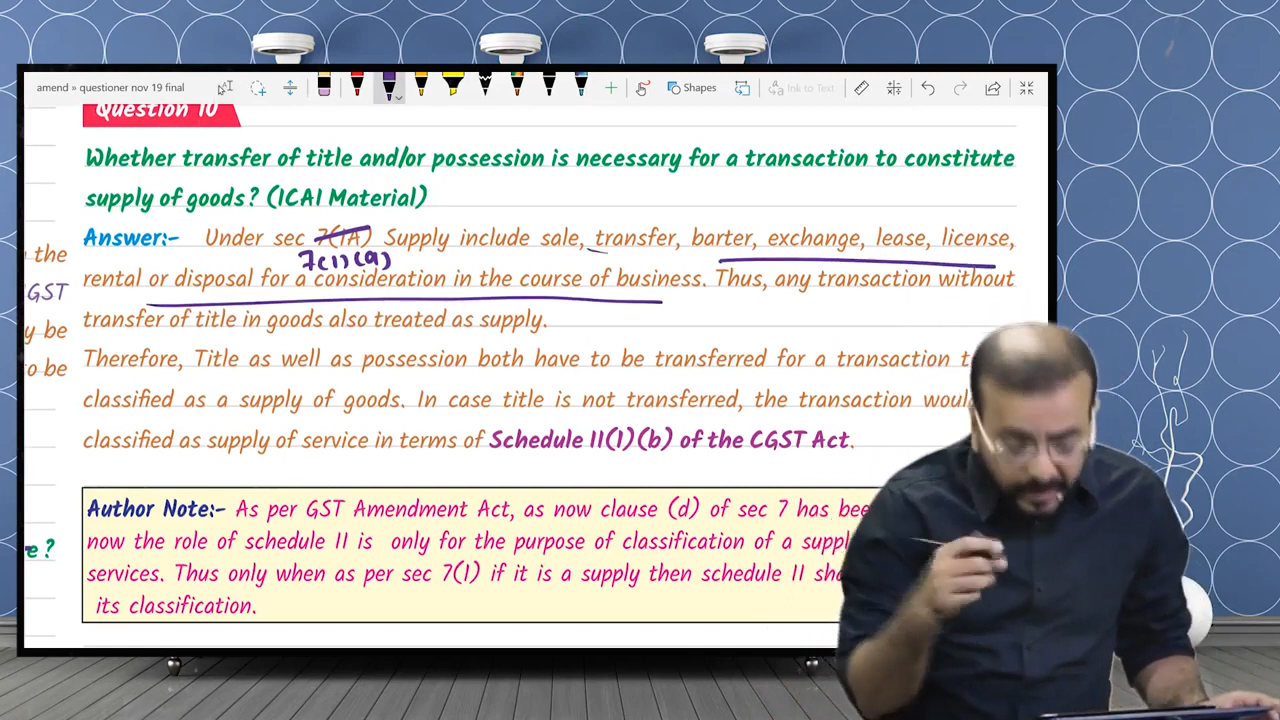 amend » questioner nov 19 final
Shapes
Ink to Text
Question 10
Whether transfer of title and/or possession is necessary for a transaction to constitute
supply of goods? (ICAI Material)
Answer:- Under sec 7(1A) Supply include sale, transfer, barter, exchange, lease, license,
7(1)(a)
the
rental or disposal for a consideration in the course of business. Thus, any transaction without
GST
transfer of title in goods also treated as supply.
y be
Therefore, Title as well as possession both have to be transferred for a transaction t
o be
classified as a supply of goods. In case title is not transferred, the transaction woul
classified as supply of service in terms of Schedule II(1)(b) of the CGST Act.
Author Note:- As per GST Amendment Act, as now clause (d) of sec 7 has bee
now the role of schedule II is only for the purpose of classification of a suppl
e?
services. Thus only when as per sec 7(1) if it is a supply then schedule II sha
its classification.